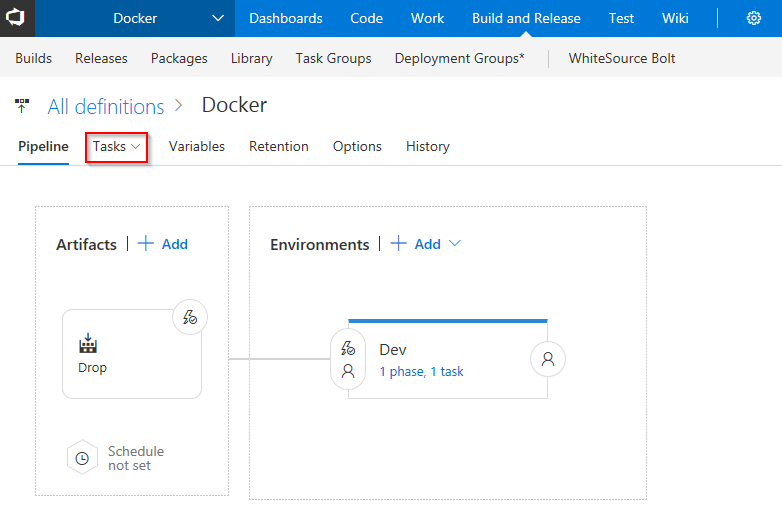 Docker Dashboards Code Work Build and Release Test Wiki
Builds Releases Packages Library Task Groups Deployment Groups* WhiteSource Bolt
All definitions > Docker
Pipeline Tasks Variables Retention Options History
Artifacts | + Add
Environments | + Add
Drop
Dev
1 phase, 1 task
Schedule
not set